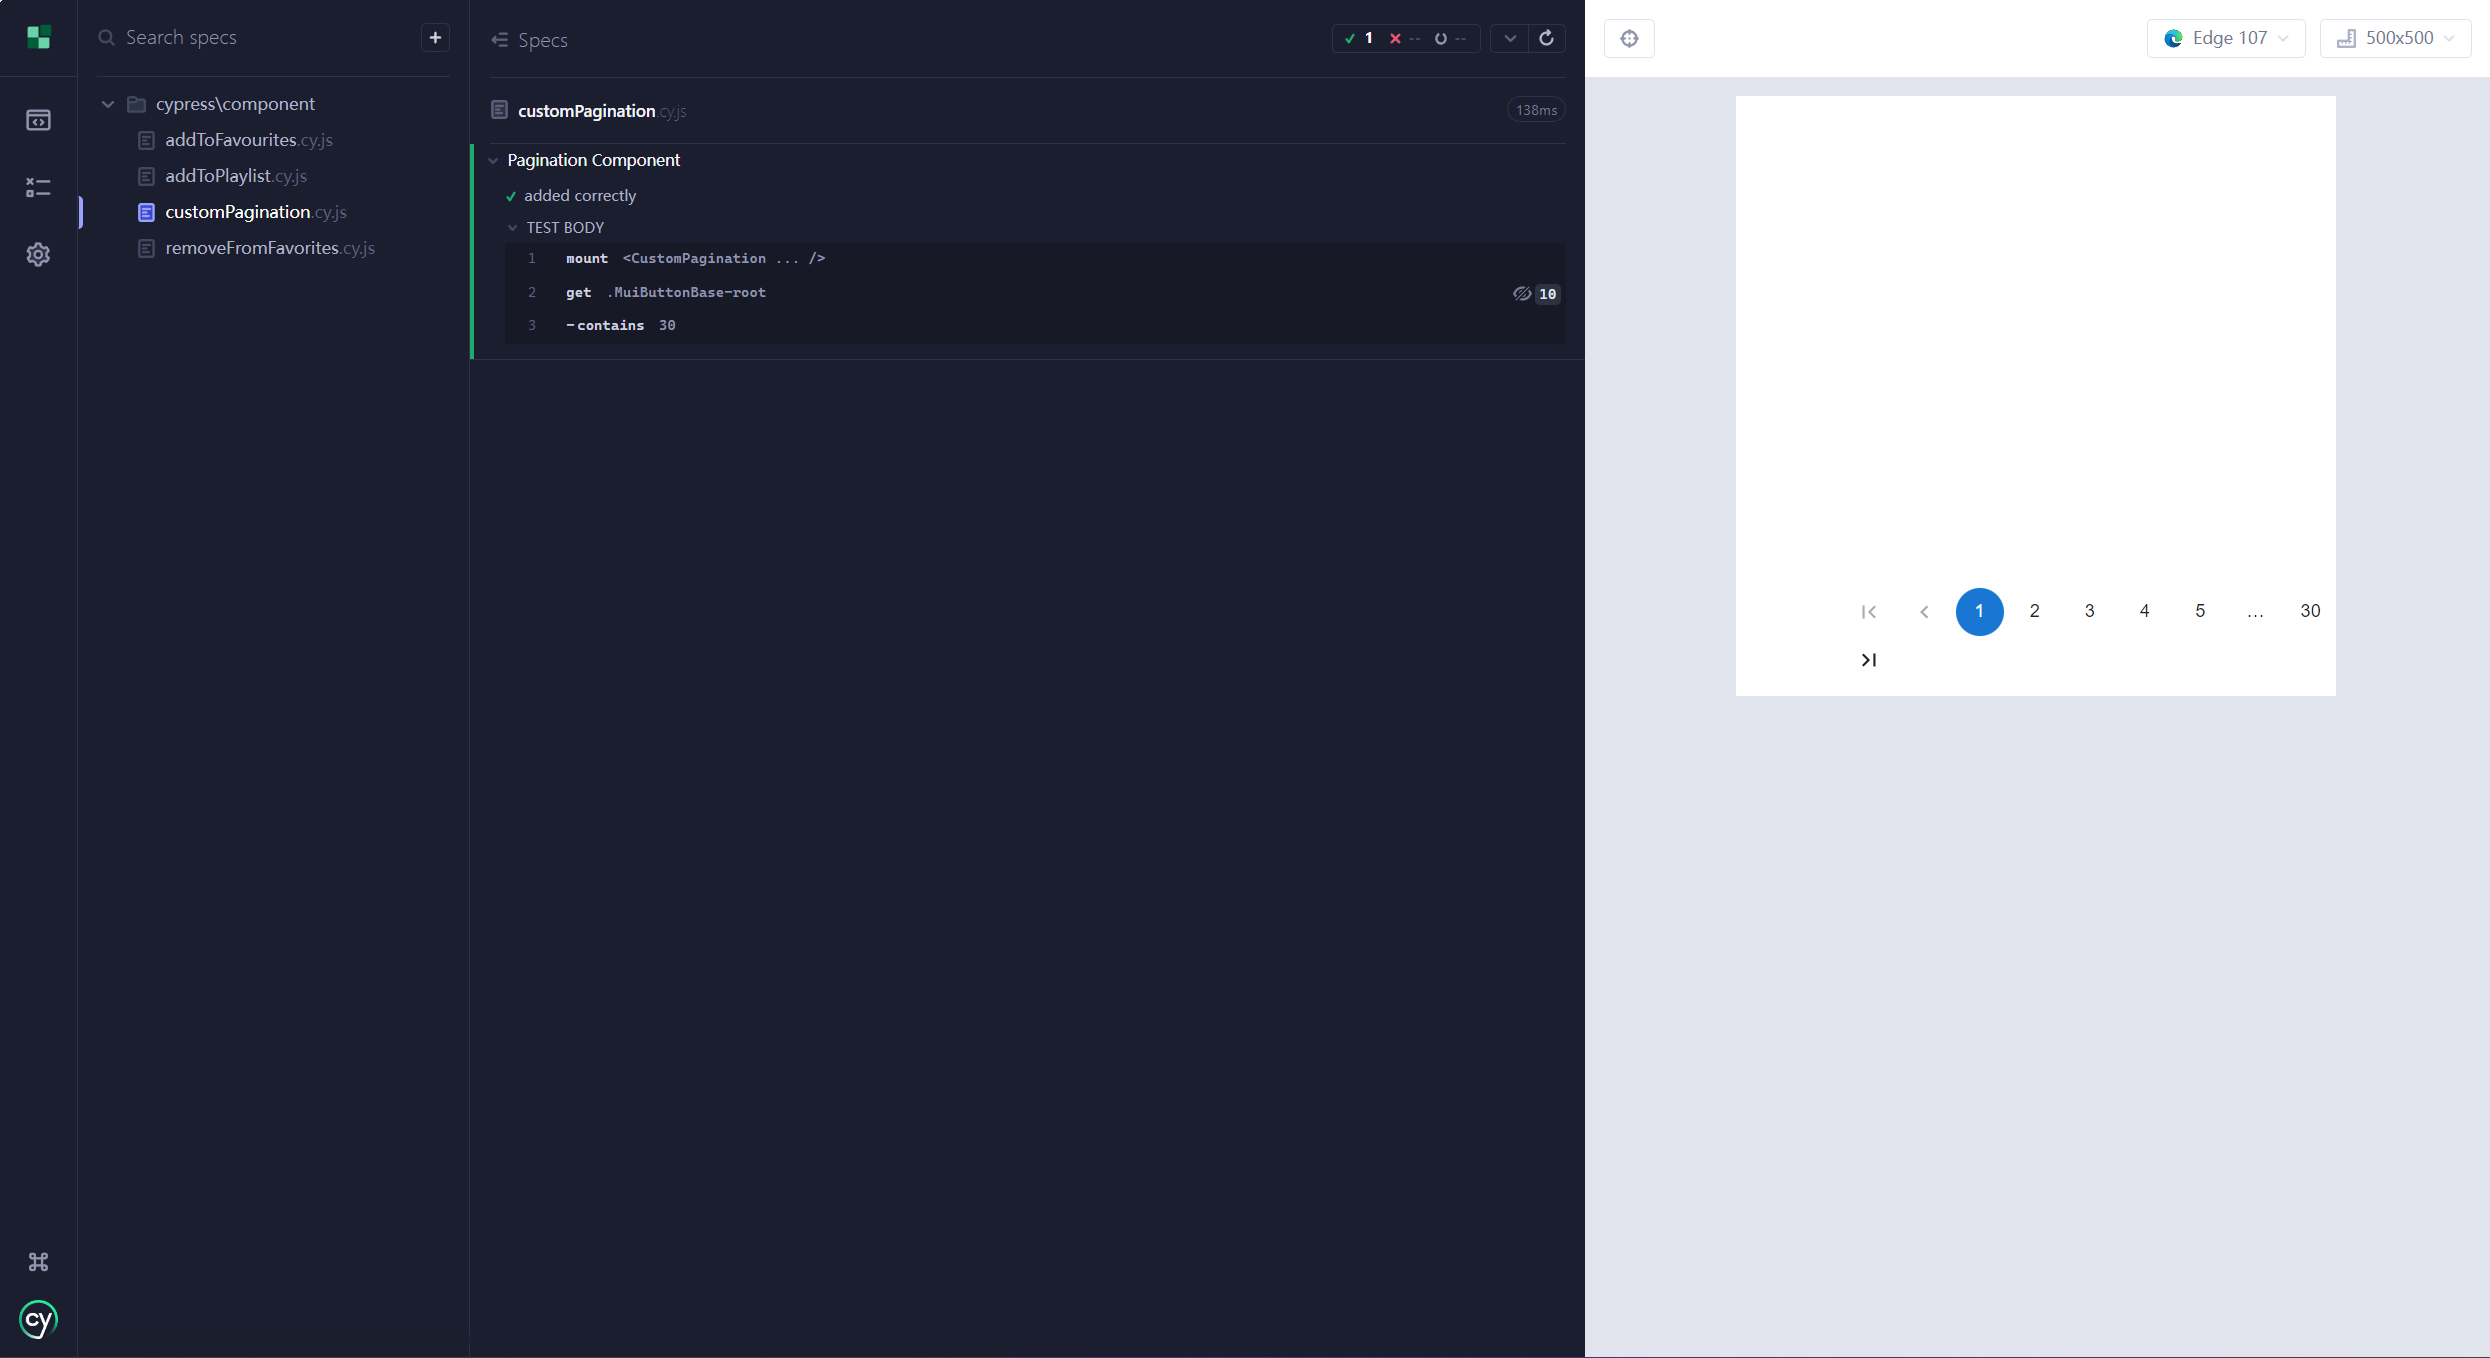 Search specs
+
cypress\component
addToFavourites.cy.js
addToPlaylist.cy.js
customPagination.cy.js
removeFromFavorites.cy.js
cy
Specs
1 -- --
customPagination.cy.js 138ms
Pagination Component
added correctly
TEST BODY
1 mount <CustomPagination ... />
2 get .MuiButtonBase-root 10
3 -contains 30
Edge 107 500x500
1 2 3 4 5 ... 30